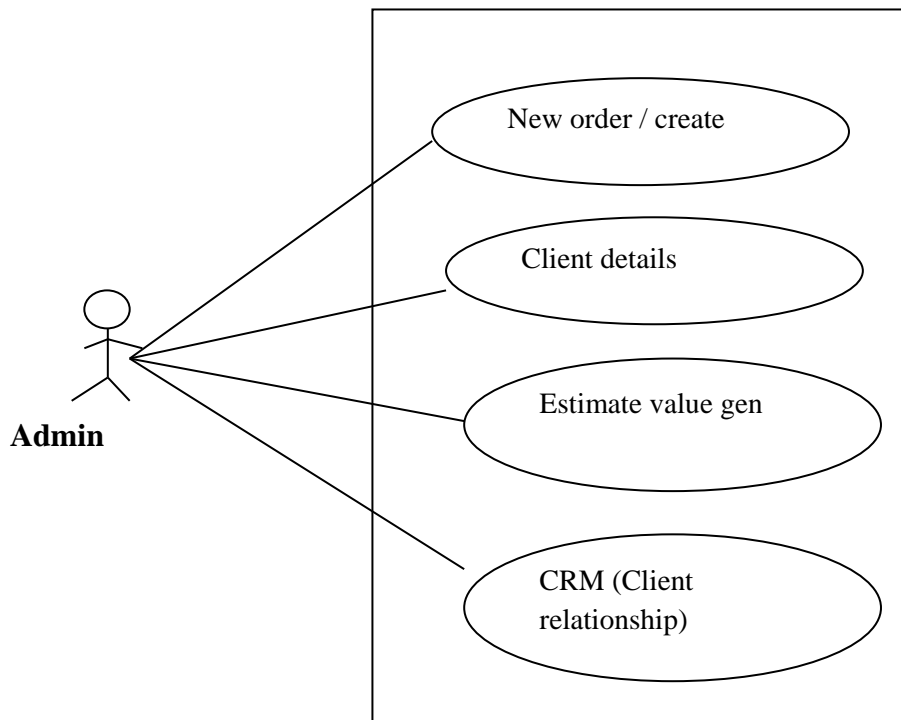 New order / create
Client details
Estimate value gen
Admin
CRM (Client
relationship)